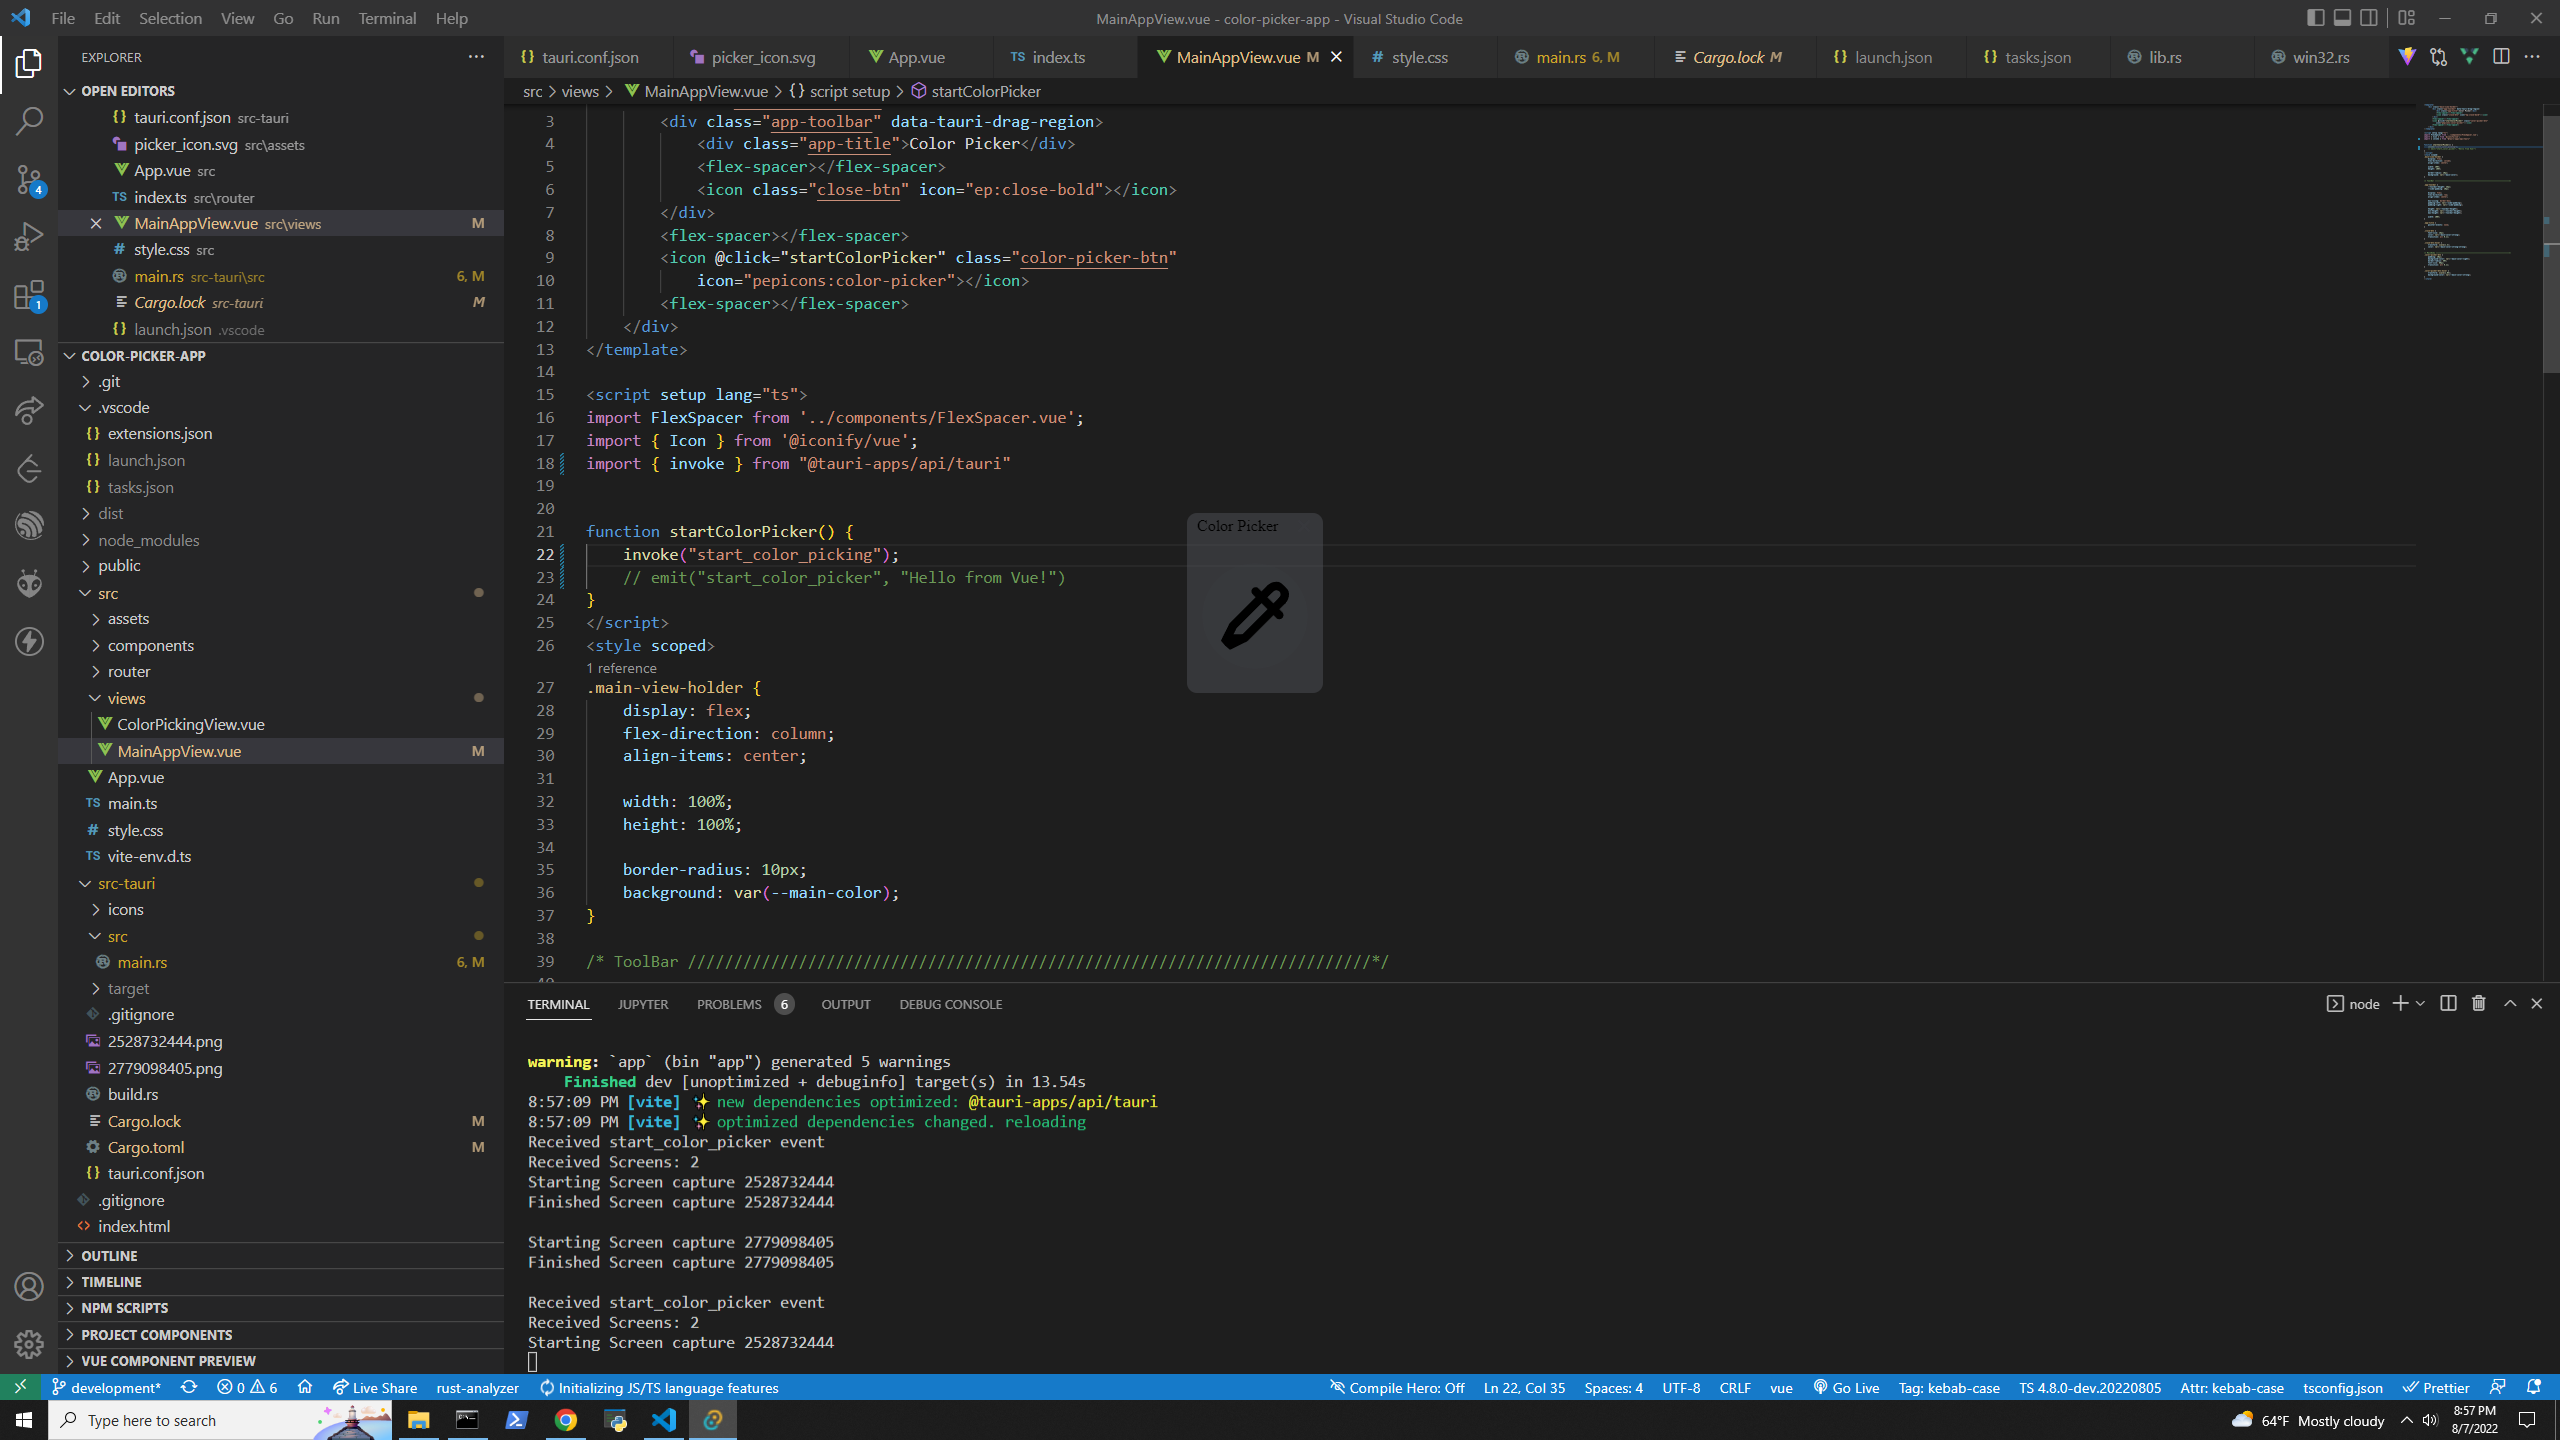 File Edit Selection View Go Run Terminal Help
MainAppView.vue - color-picker-app - Visual Studio Code
EXPLORER
OPEN EDITORS
tauri.conf.json src-tauri
picker_icon.svg src\assets
App.vue src
index.ts src\router
MainAppView.vue src\views M
style.css src
main.rs src-tauri\src 6, M
Cargo.lock src-tauri M
launch.json .vscode
COLOR-PICKER-APP
.git
.vscode
extensions.json
launch.json
tasks.json
dist
node_modules
public
src
assets
components
router
views
ColorPickingView.vue
MainAppView.vue M
App.vue
main.ts
style.css
vite-env.d.ts
src-tauri
icons
src
main.rs 6, M
target
.gitignore
2528732444.png
2779098405.png
build.rs
Cargo.lock M
Cargo.toml M
tauri.conf.json
.gitignore
index.html
OUTLINE
TIMELINE
NPM SCRIPTS
PROJECT COMPONENTS
VUE COMPONENT PREVIEW
4
1
tauri.conf.json picker_icon.svg App.vue TS index.ts MainAppView.vue M # style.css main.rs 6, M Cargo.lock M launch.json tasks.json lib.rs win32.rs
src > views > MainAppView.vue > {} script setup > startColorPicker
3 <div class="app-toolbar" data-tauri-drag-region>
4 <div class="app-title">Color Picker</div>
5 <flex-spacer></flex-spacer>
6 <icon class="close-btn" icon="ep:close-bold"></icon>
7 </div>
8 <flex-spacer></flex-spacer>
9 <icon @click="startColorPicker" class="color-picker-btn"
10 icon="pepicons:color-picker"></icon>
11 <flex-spacer></flex-spacer>
12 </div>
13 </template>
14
15 <script setup lang="ts">
16 import FlexSpacer from '../components/FlexSpacer.vue';
17 import { Icon } from '@iconify/vue';
18 import { invoke } from "@tauri-apps/api/tauri"
19
20
21 function startColorPicker() {
22 invoke("start_color_picking");
23 // emit("start_color_picker", "Hello from Vue!")
24 }
25 </script>
26 <style scoped>
1 reference
27 .main-view-holder {
28 display: flex;
29 flex-direction: column;
30 align-items: center;
31
32 width: 100%;
33 height: 100%;
34
35 border-radius: 10px;
36 background: var(--main-color);
37 }
38
39 /* ToolBar //////////////////////////////////////////////////////////////////////////*/
Color Picker
TERMINAL JUPYTER PROBLEMS 6 OUTPUT DEBUG CONSOLE
node
warning: `app` (bin "app") generated 5 warnings
Finished dev [unoptimized + debuginfo] target(s) in 13.54s
8:57:09 PM [vite] ✨ new dependencies optimized: @tauri-apps/api/tauri
8:57:09 PM [vite] ✨ optimized dependencies changed. reloading
Received start_color_picker event
Received Screens: 2
Starting Screen capture 2528732444
Finished Screen capture 2528732444
Starting Screen capture 2779098405
Finished Screen capture 2779098405
Received start_color_picker event
Received Screens: 2
Starting Screen capture 2528732444
development* 0 6 Live Share rust-analyzer Initializing JS/TS language features
Compile Hero: Off Ln 22, Col 35 Spaces: 4 UTF-8 CRLF vue Go Live Tag: kebab-case TS 4.8.0-dev.20220805 Attr: kebab-case tsconfig.json Prettier
Type here to search
64°F Mostly cloudy
8:57 PM
8/7/2022